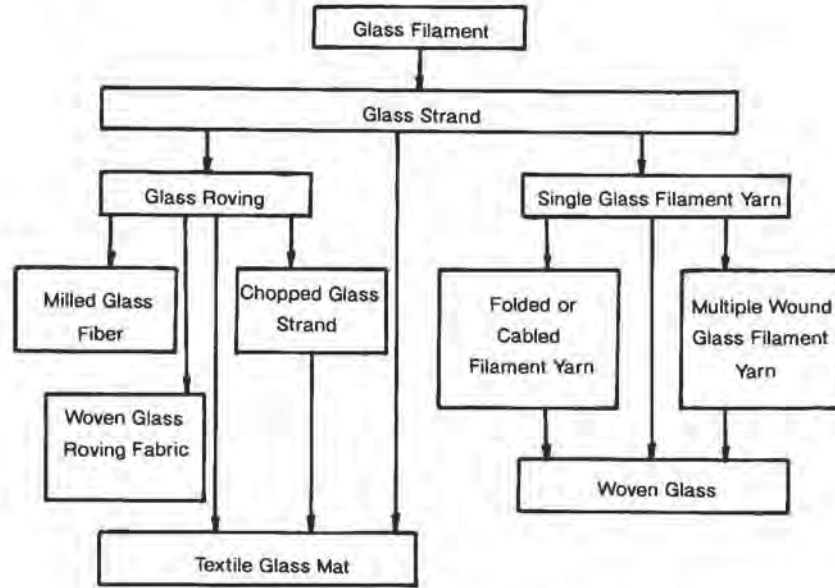 Glass Filament
Glass Strand
Glass Roving
Single Glass Filament Yarn
Milled Glass
Fiber
Chopped Glass
Strand
Folded or
Cabled
Filament Yarn
Multiple Wound
Glass Filament
Yarn
Woven Glass
Roving Fabric
Woven Glass
Textile Glass Mat